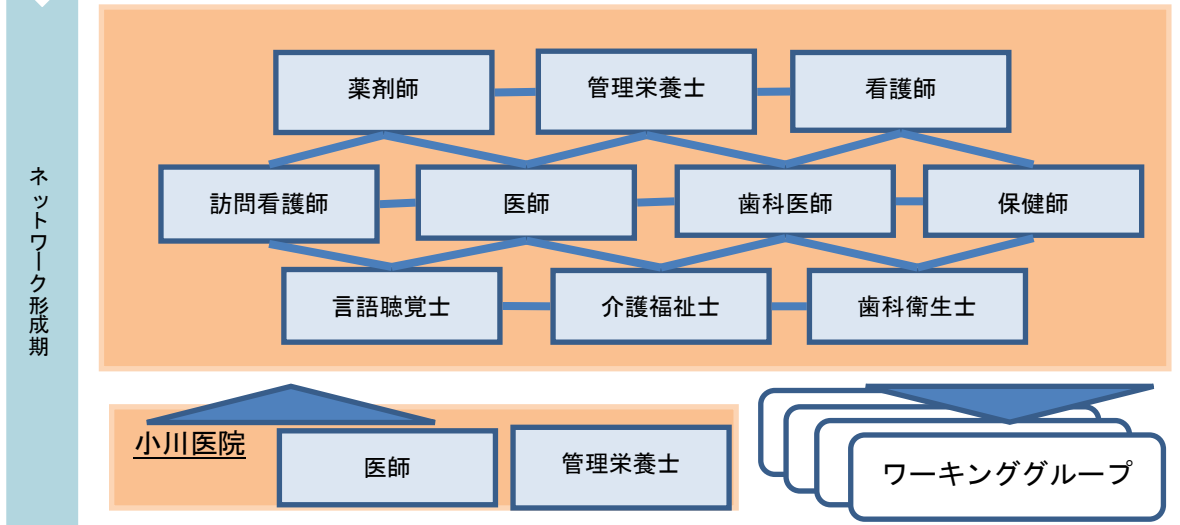 ネットワーク形成期
薬剤師
管理栄養士
看護師
訪問看護師
医師
歯科医師
保健師
言語聴覚士
介護福祉士
歯科衛生士
小川医院
医師
管理栄養士
ワーキンググループ